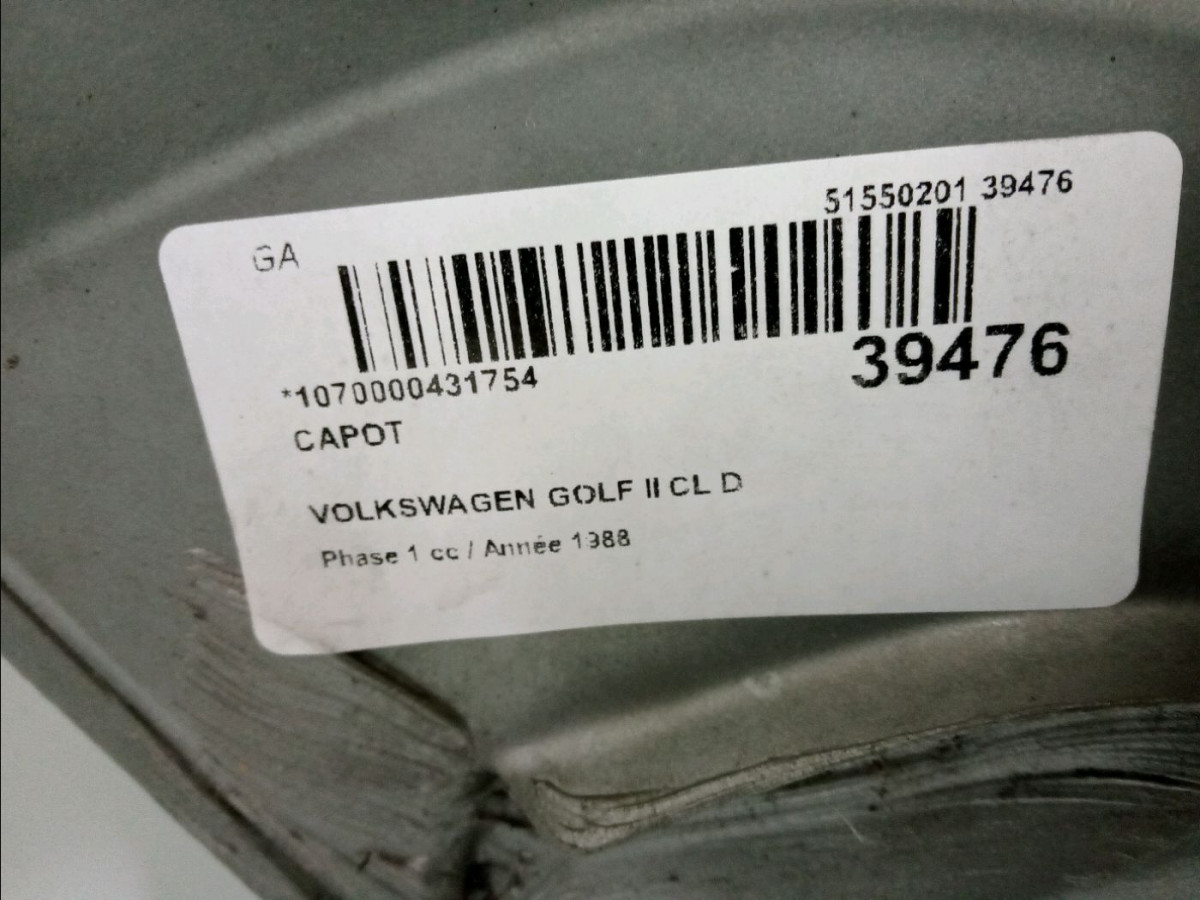 51550201 39476
GA
39476
*1070000431754
CAPOT
VOLKSWAGEN GOLF II CL D
Phase 1 cc / Année 1988